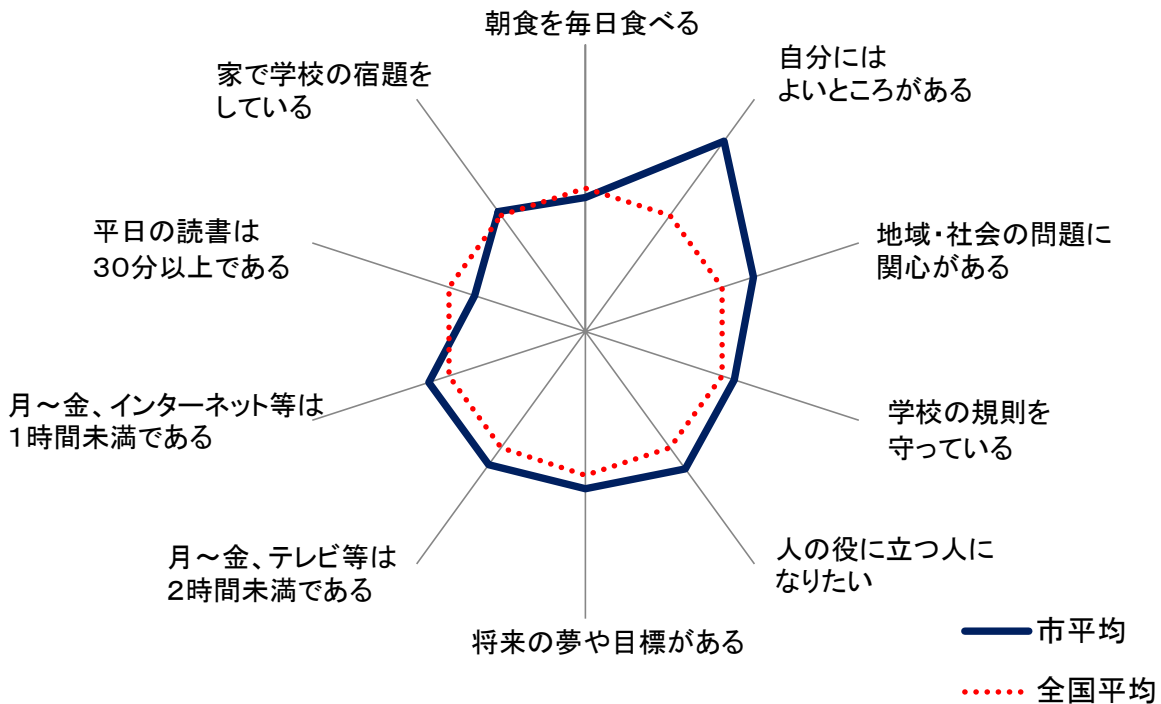 朝食を毎日食べる
自分には
よいところがある
地域・社会の問題に
関心がある
学校の規則を
守っている
人の役に立つ人に
なりたい
将来の夢や目標がある
月～金、テレビ等は
２時間未満である
月～金、インターネット等は
１時間未満である
平日の読書は
３０分以上である
家で学校の宿題を
している
市平均
全国平均